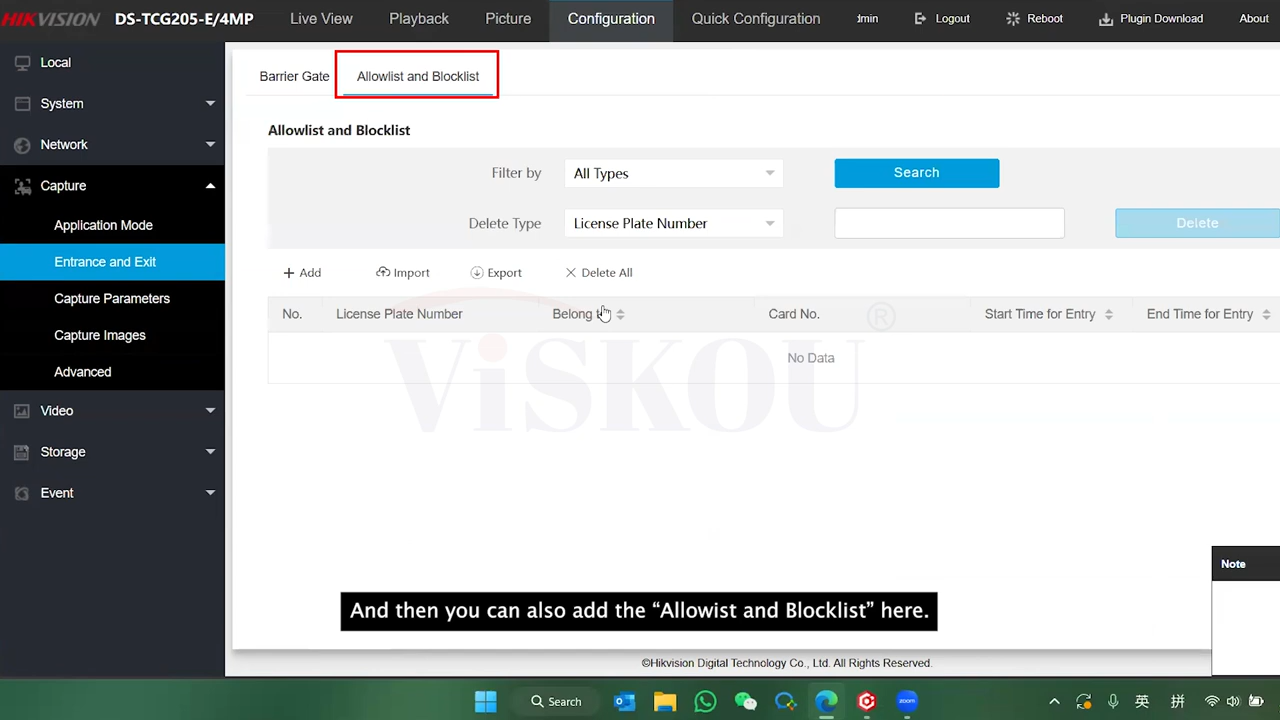 HIKVISION DS-TCG205-E/4MP Live View Playback Picture Configuration Quick Configuration :lmin Logout Reboot Plugin Download About
Local
System
Network
Capture
Application Mode
Entrance and Exit
Capture Parameters
Capture Images
Advanced
Video
Storage
Event
Barrier Gate Allowlist and Blocklist
Allowlist and Blocklist
Filter by All Types Search
Delete Type License Plate Number Delete
Add Import Export Delete All
No. License Plate Number Belong Card No. Start Time for Entry End Time for Entry
No Data
ViSKOU ®
Note
And then you can also add the “Allowist and Blocklist” here.
©Hikvision Digital Technology Co., Ltd. All Rights Reserved.
Search zoom 英 拼